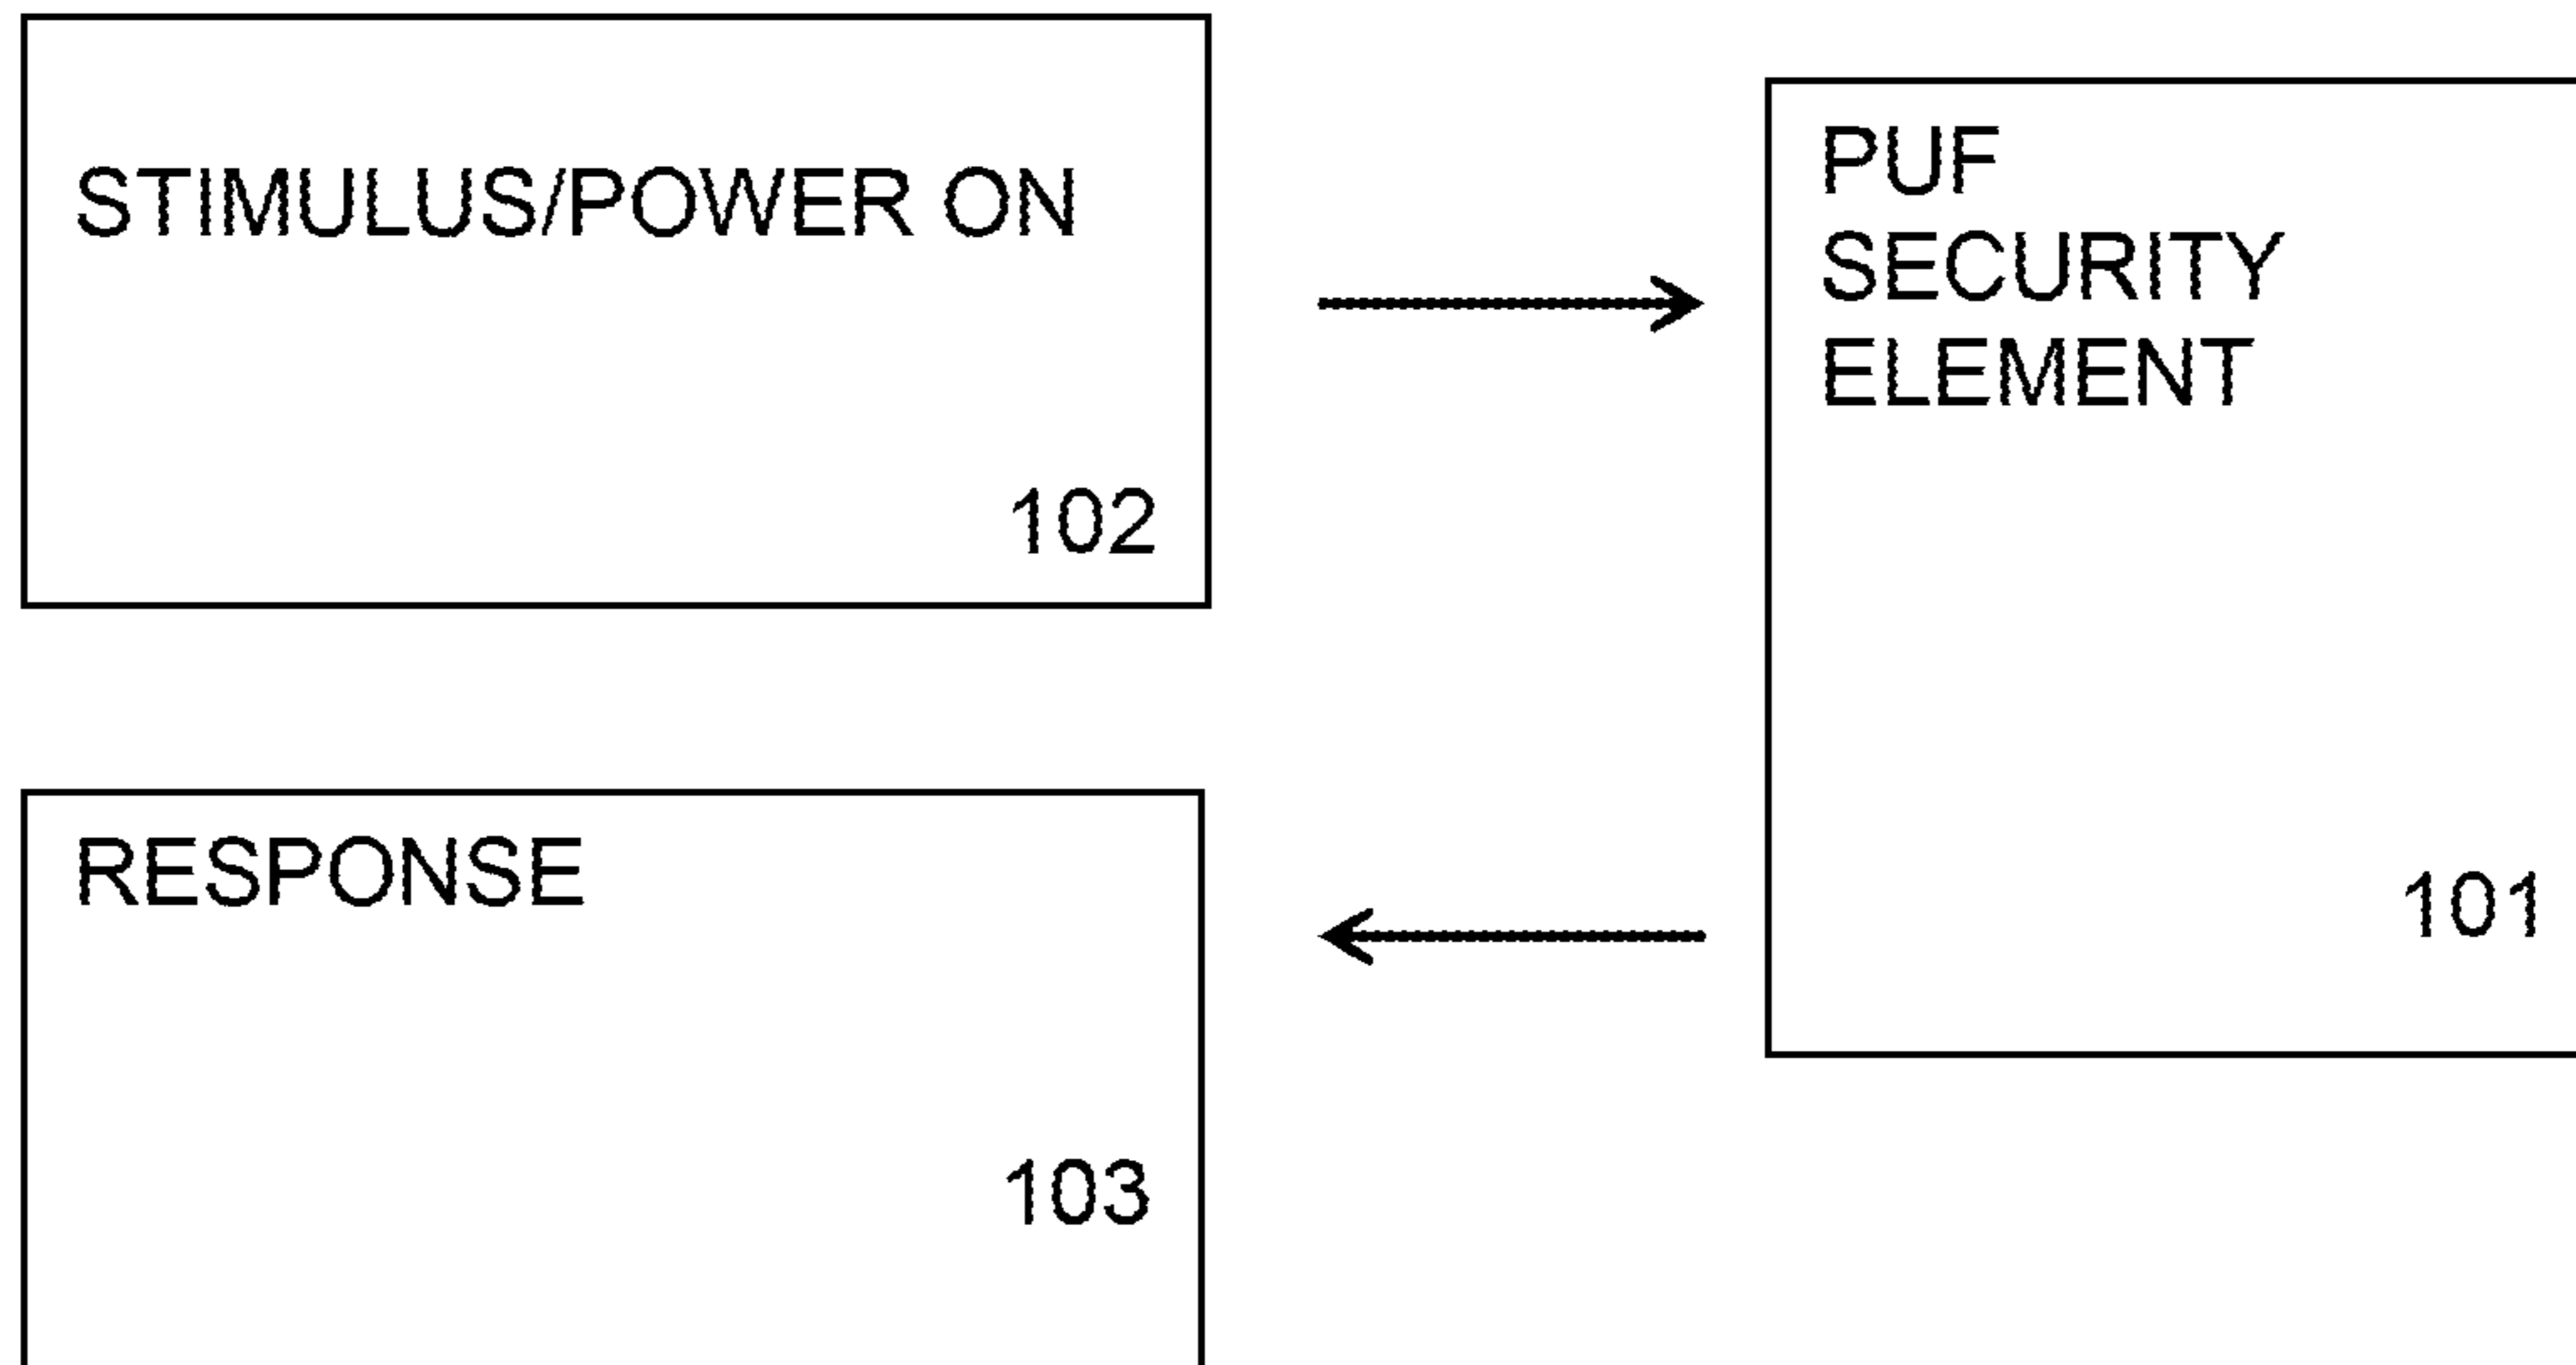 STIMULUS/POWER ON
102
PUF
SECURITY
ELEMENT
101
RESPONSE
103